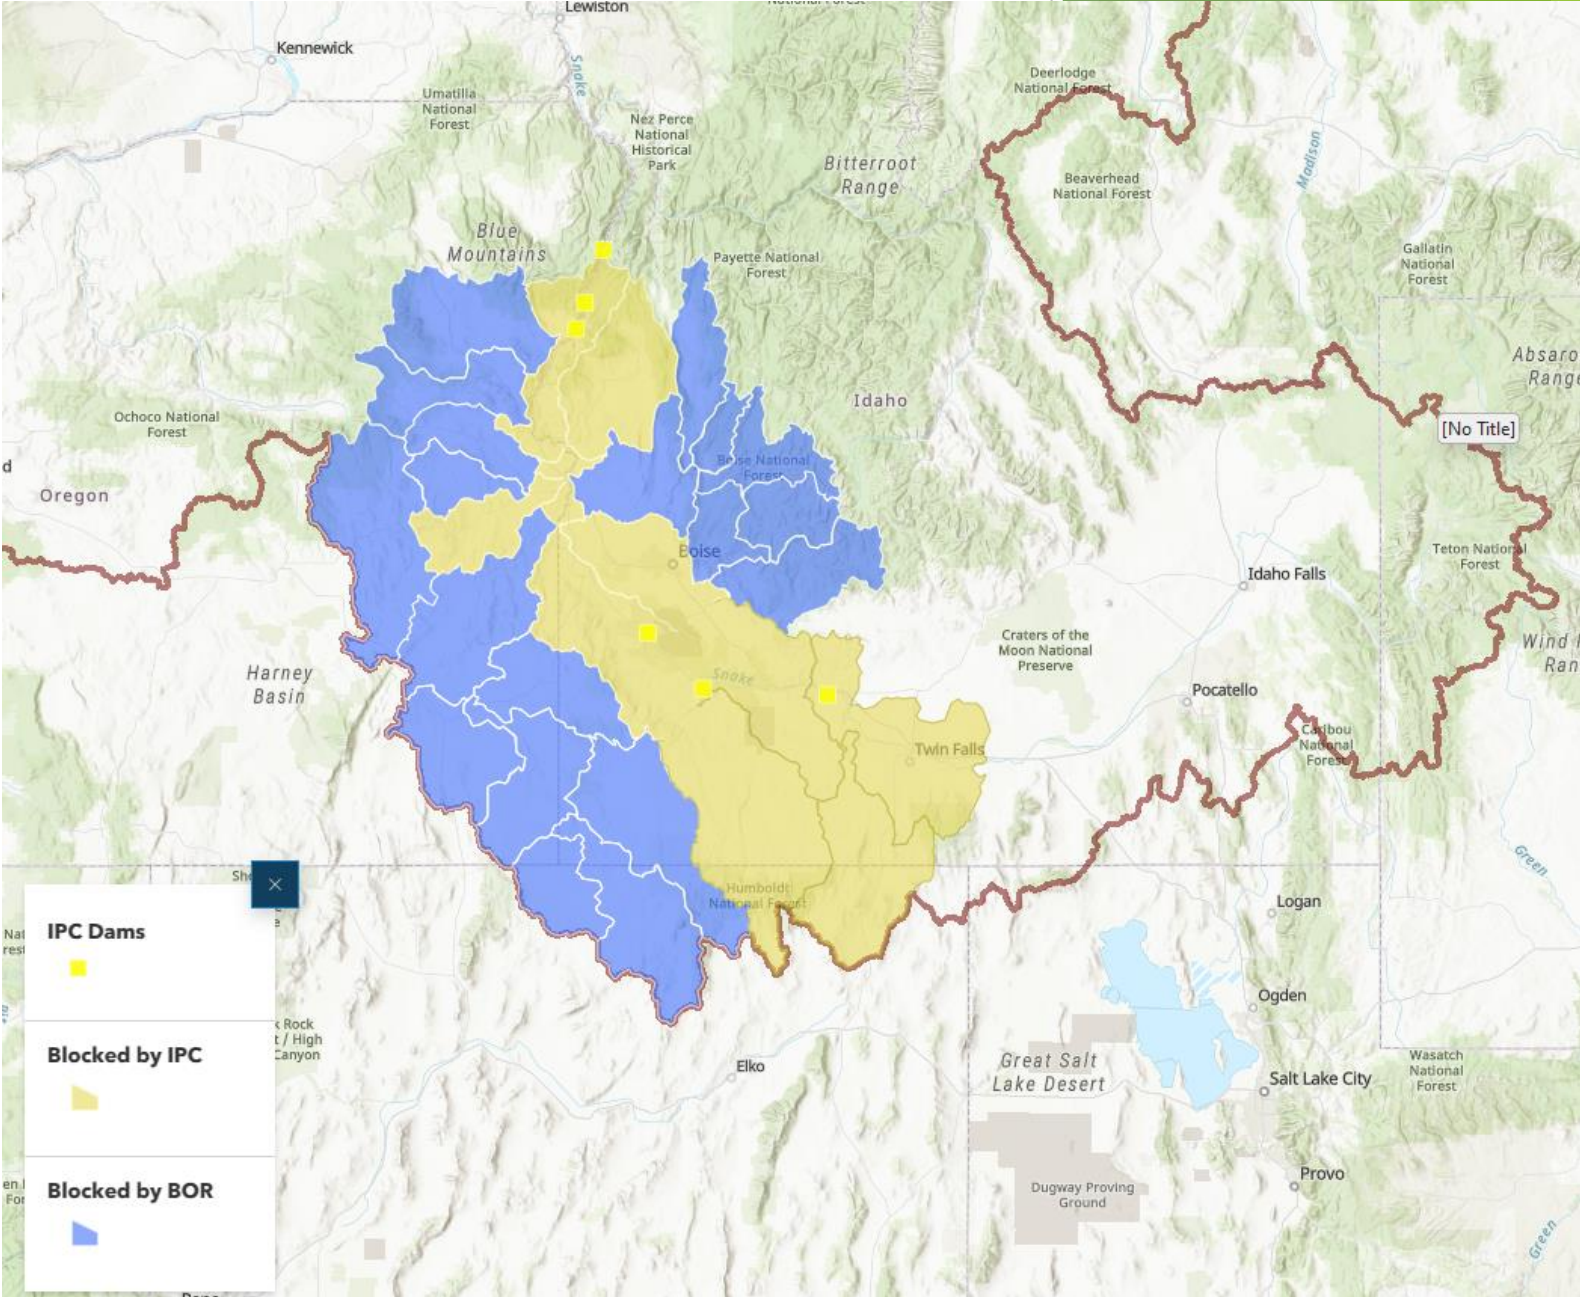 National Forest
Lewiston
Kennewick
Snake
Umatilla
National
Forest
Nez Perce
National
Historical
Park
Deerlodge
National Forest
Bitterroot
Range
Madison
Beaverhead
National Forest
Blue
Mountains
Payette National
Forest
Gallatin
National
Forest
Absaro
Range
Idaho
Ochoco National
Forest
[No Title]
d
Oregon
Boise National
Forest
Boise
Teton National
Forest
Idaho Falls
Craters of the
Moon National
Preserve
Wind
Ran
Harney
Basin
Snake
Pocatello
Caribou
National
Forest
Twin Falls
Green
Humboldt
National Forest
Logan
IPC Dams
Ogden
k Rock
t / High
Canyon
Blocked by IPC
Elko
Great Salt
Lake Desert
Wasatch
National
Forest
Salt Lake City
Provo
Blocked by BOR
Dugway Proving
Ground
Green